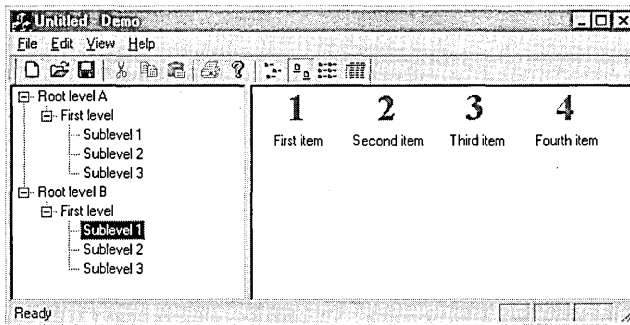 Untitled - Demo
File Edit View Help
Root level A
First level
Sublevel 1
Sublevel 2
Sublevel 3
Root level B
First level
Sublevel 1
Sublevel 2
Sublevel 3
1 2 3 4
First item Second item Third item Fourth item
Ready